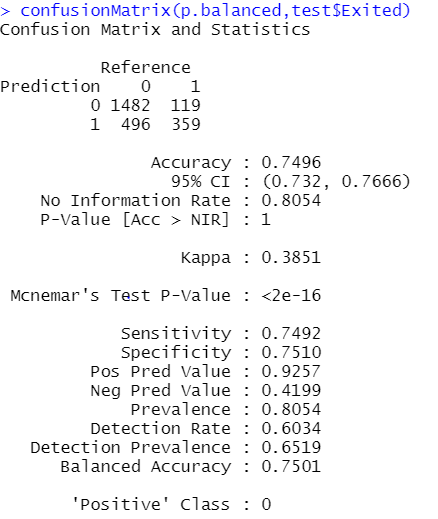 > confusionMatrix(p.balanced,test$Exited)
Confusion Matrix and Statistics
Reference
Prediction 0 1
0 1482 119
1 496 359
Accuracy : 0.7496
95% CI : (0.732, 0.7666)
No Information Rate : 0.8054
P-Value [Acc > NIR] : 1
Kappa : 0.3851
Mcnemar's Test P-Value : <2e-16
Sensitivity : 0.7492
Specificity : 0.7510
Pos Pred Value : 0.9257
Neg Pred Value : 0.4199
Prevalence : 0.8054
Detection Rate : 0.6034
Detection Prevalence : 0.6519
Balanced Accuracy : 0.7501
'Positive' Class : 0